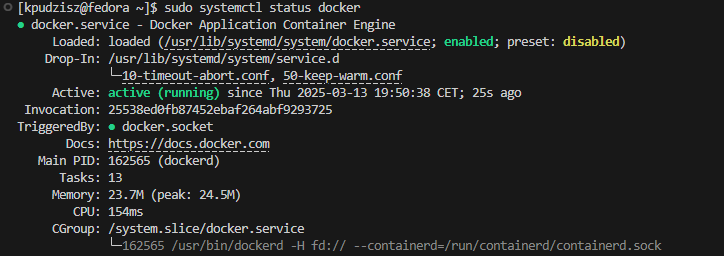 [kpudzisz@fedora ~]$ sudo systemctl status docker
● docker.service - Docker Application Container Engine
Loaded: loaded (/usr/lib/systemd/system/docker.service; enabled; preset: disabled)
Drop-In: /usr/lib/systemd/system/service.d
└─10-timeout-abort.conf, 50-keep-warm.conf
Active: active (running) since Thu 2025-03-13 19:50:38 CET; 25s ago
Invocation: 25538ed0fb87452ebaf264abf9293725
TriggeredBy: ● docker.socket
Docs: https://docs.docker.com
Main PID: 162565 (dockerd)
Tasks: 13
Memory: 23.7M (peak: 24.5M)
CPU: 154ms
CGroup: /system.slice/docker.service
└─162565 /usr/bin/dockerd -H fd:// --containerd=/run/containerd/containerd.sock